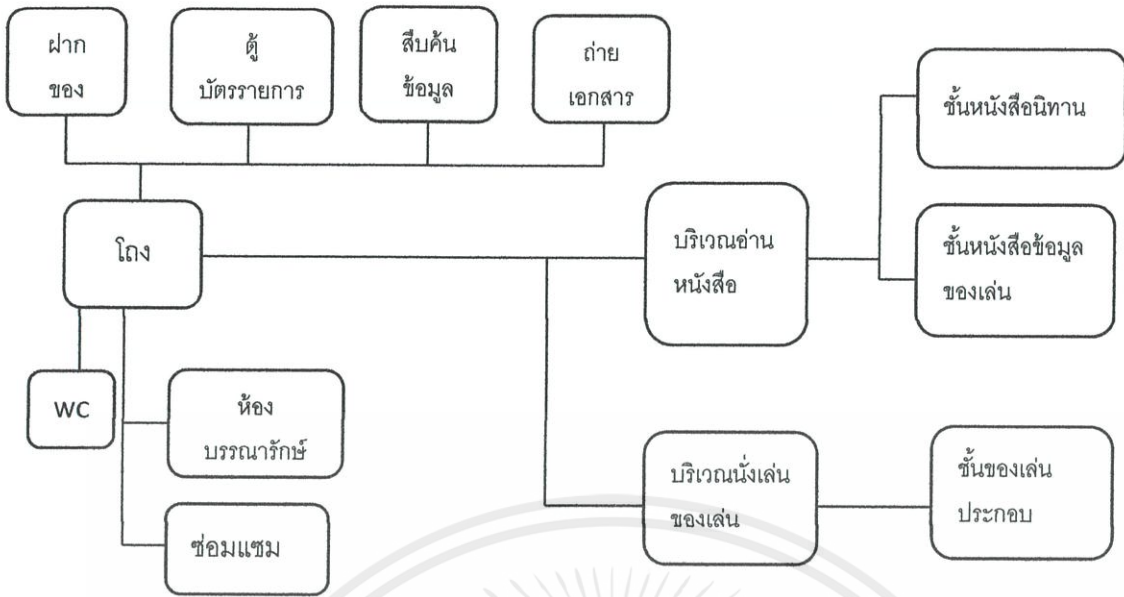 ฝาก
ของ
ตู้
บัตรรายการ
สืบค้น
ข้อมูล
ถ่าย
เอกสาร
ชั้นหนังสือนิทาน
โถง
บริเวณอ่าน
หนังสือ
ชั้นหนังสือข้อมูล
ของเล่น
WC
ห้อง
บรรณารักษ์
บริเวณนั่งเล่น
ของเล่น
ชั้นของเล่น
ประกอบ
ซ่อมแซม